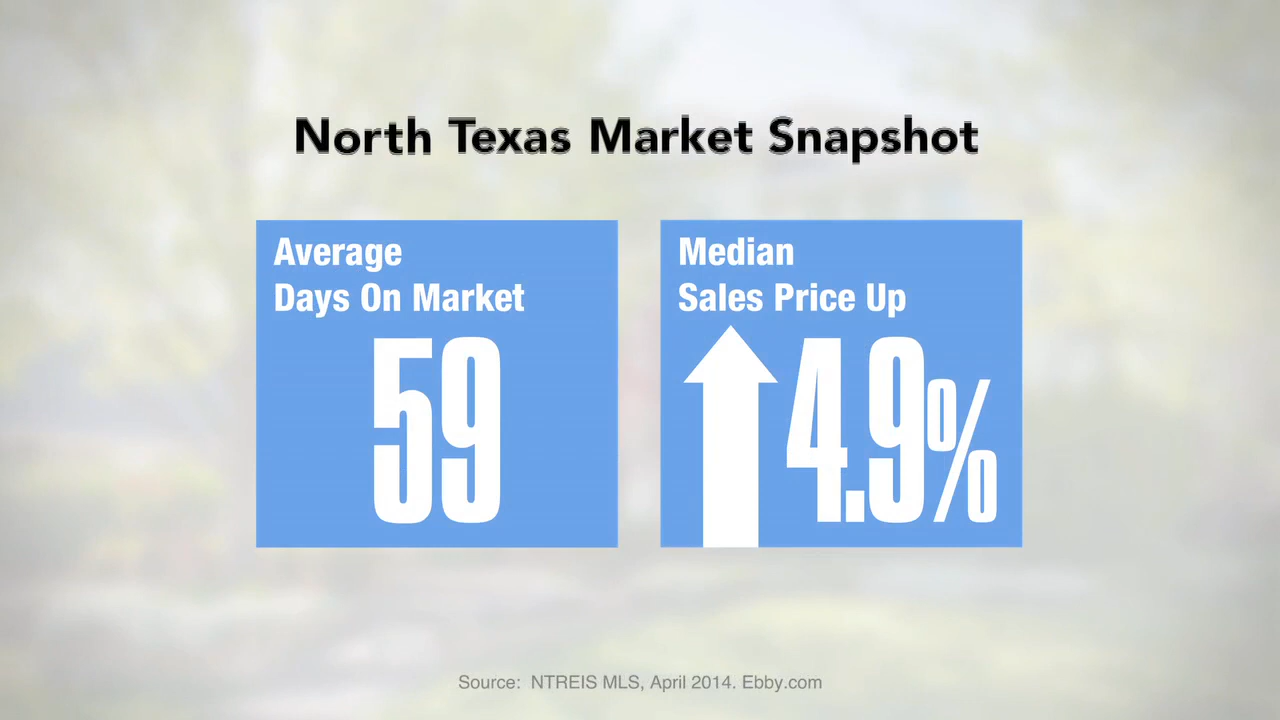 North Texas Market Snapshot
Average
Days On Market
59
Median
Sales Price Up
4.9%
Source: NTREIS MLS, April 2014. Ebby.com